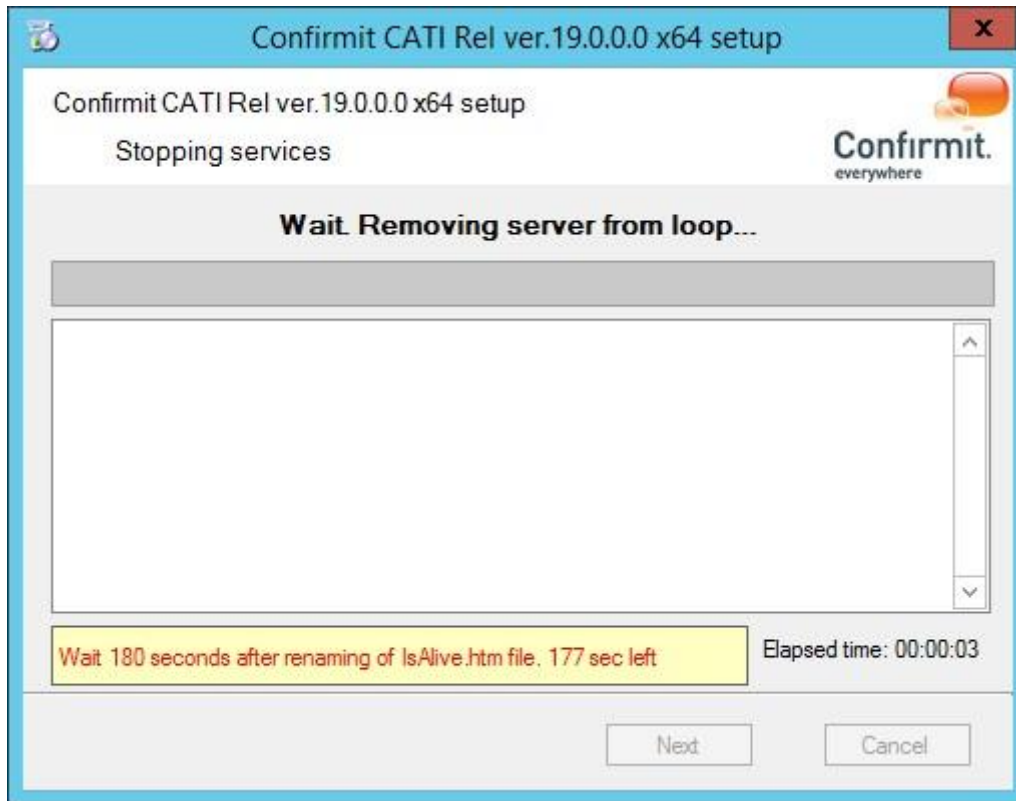 Confirmit CATI Rel ver.19.0.0.0 x64 setup
x
Confirmit CATI Rel ver.19.0.0.0 x64 setup
Stopping services
Confirmit.
everywhere
Wait. Removing server from loop...
Wait 180 seconds after renaming of IsAlive.htm file. 177 sec left
Elapsed time: 00:00:03
Next
Cancel